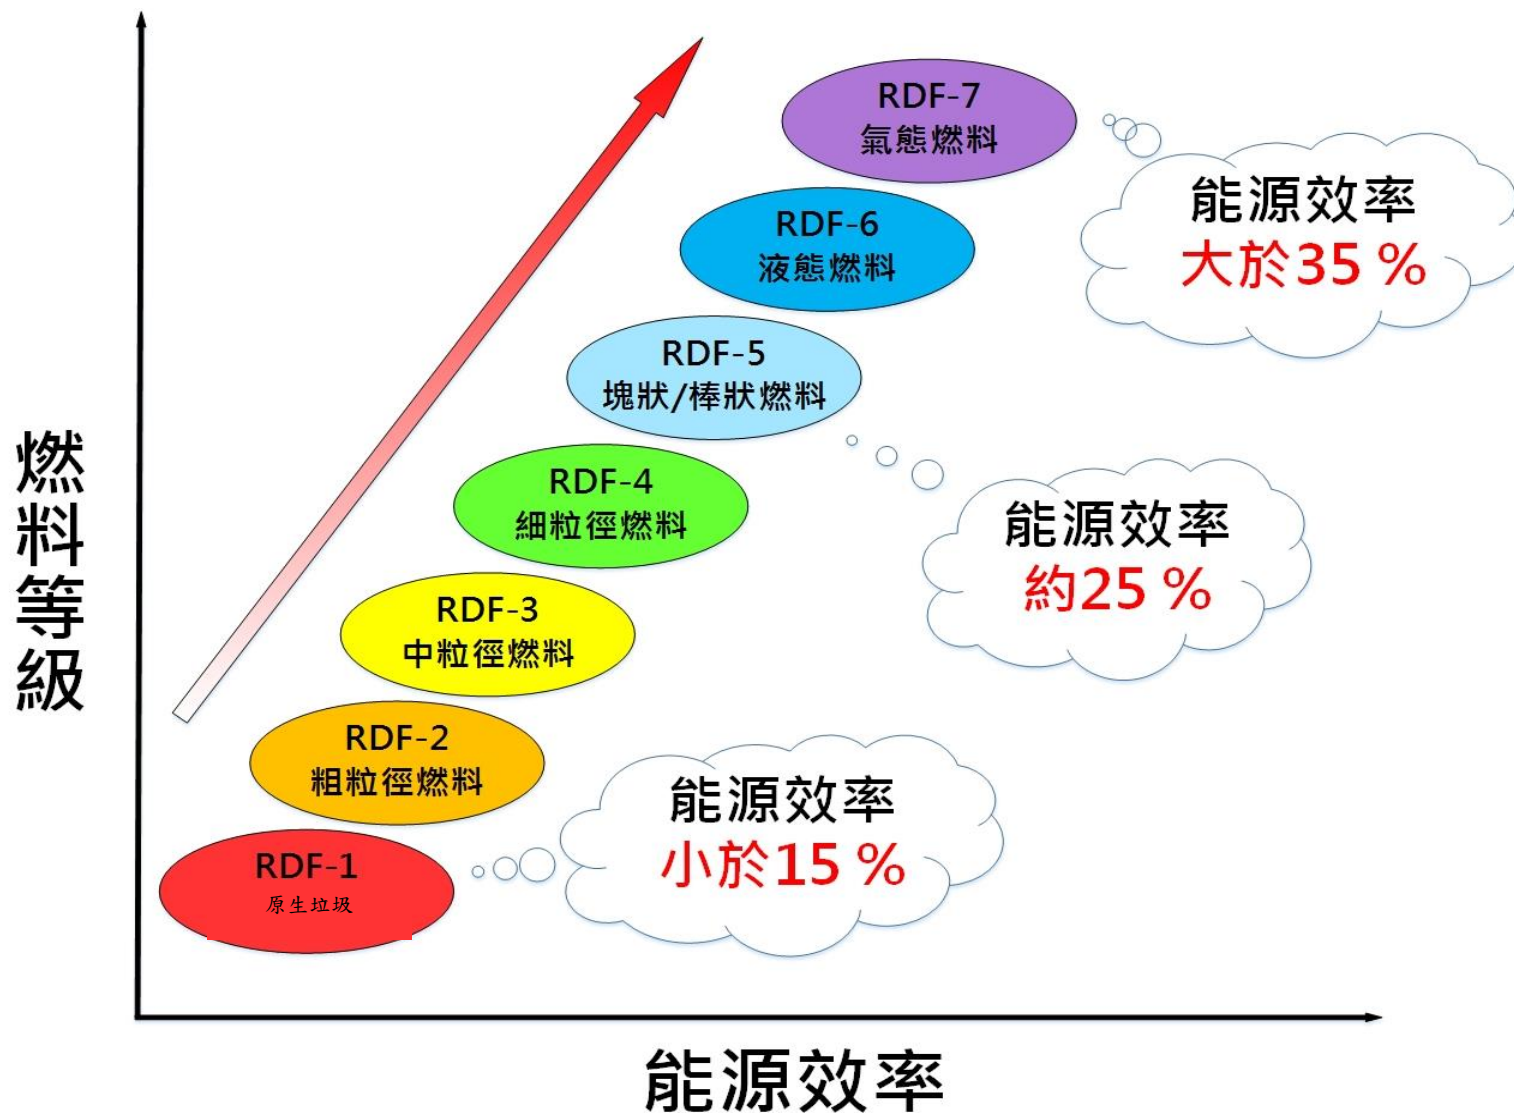 RDF-7
氣態燃料
能源效率
大於35 %
RDF-6
液態燃料
RDF-5
塊狀/棒狀燃料
RDF-4
細粒徑燃料
能源效率
約25 %
RDF-3
中粒徑燃料
RDF-2
粗粒徑燃料
能源效率
小於15 %
RDF-1
原生垃圾
燃料等級
能源效率